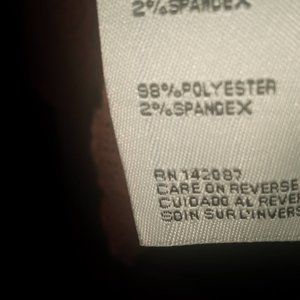 2%SPANDEX
98%POLYESTER
2%SPANDEX
RN 142087
CARE ON REVERSE
CUIDADO AL REVER
SOIN SUR L'INVERS